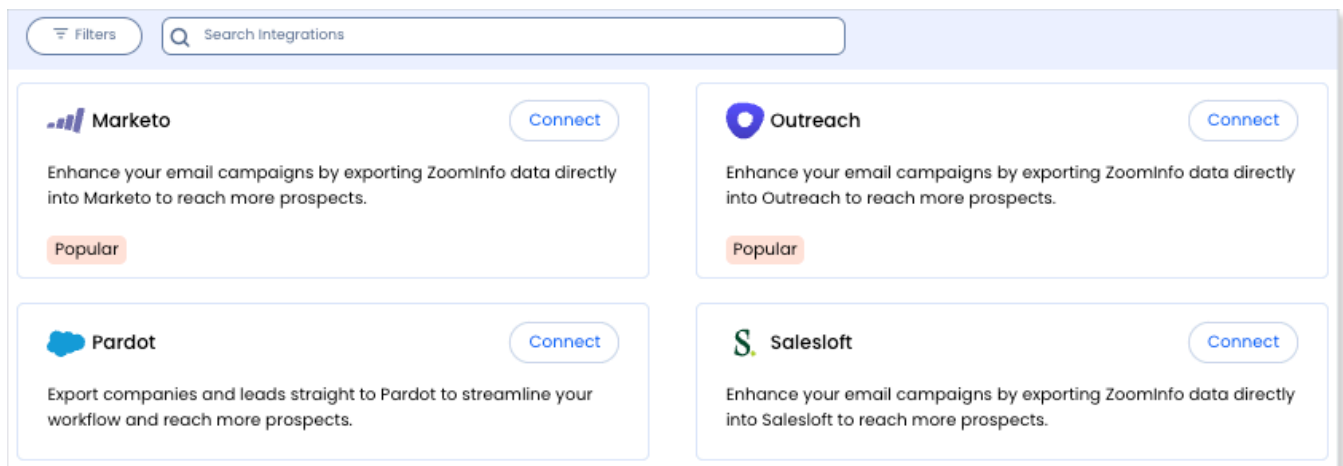 Filters
Search Integrations
Marketo
Connect
Enhance your email campaigns by exporting ZoomInfo data directly
into Marketo to reach more prospects.
Popular
Outreach
Connect
Enhance your email campaigns by exporting ZoomInfo data directly
into Outreach to reach more prospects.
Popular
Pardot
Connect
Export companies and leads straight to Pardot to streamline your
workflow and reach more prospects.
S.
Salesloft
Connect
Enhance your email campaigns by exporting ZoomInfo data directly
into Salesloft to reach more prospects.